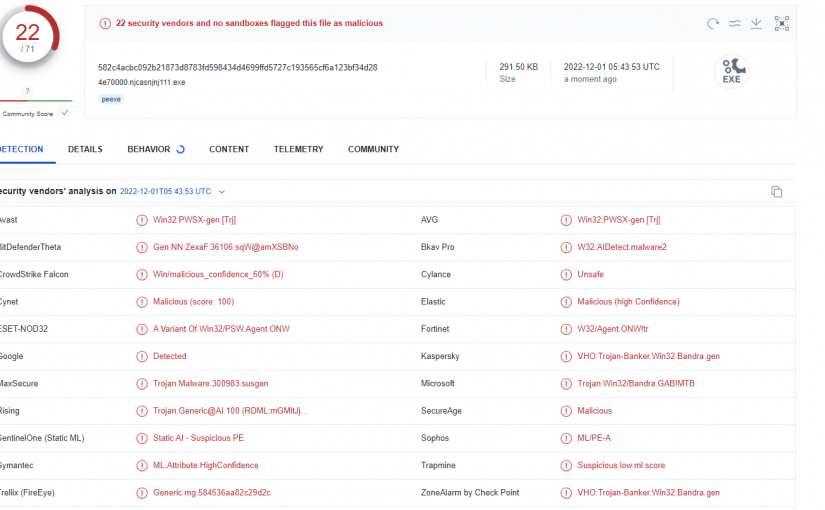 22
/ 71
?
Community Score
22 security vendors and no sandboxes flagged this file as malicious
582c4acbc092b21873d8783fd598434d4699ffd5727c193565cf6a123bf34d28
4e70000.njcasnjnj111.exe
peexe
291.50 KB
Size
2022-12-01 05:43:53 UTC
a moment ago
EXE
DETECTION DETAILS BEHAVIOR CONTENT TELEMETRY COMMUNITY
ecurity vendors' analysis on 2022-12-01T05:43:53 UTC
Avast Win32:PWSX-gen [Trj] AVG Win32:PWSX-gen [Trj]
BitDefenderTheta Gen:NN.ZexaF.36106.sqW@amXSBNo Bkav Pro W32.AIDetect.malware2
CrowdStrike Falcon Win/malicious_confidence_60% (D) Cylance Unsafe
Cynet Malicious (score: 100) Elastic Malicious (high Confidence)
ESET-NOD32 A Variant Of Win32/PSW.Agent.ONW Fortinet W32/Agent.ONW!tr
Google Detected Kaspersky VHO:Trojan-Banker.Win32.Bandra.gen
MaxSecure Trojan.Malware.300983.susgen Microsoft Trojan:Win32/Bandra.GAB!MTB
Rising Trojan.Generic@AI.100 (RDML:mGMItJj... SecureAge Malicious
SentinelOne (Static ML) Static AI - Suspicious PE Sophos ML/PE-A
Symantec ML.Attribute.HighConfidence Trapmine Suspicious.low.ml.score
Trellix (FireEye) Generic.mg.584536aa82c29d2c ZoneAlarm by Check Point VHO:Trojan-Banker.Win32.Bandra.gen